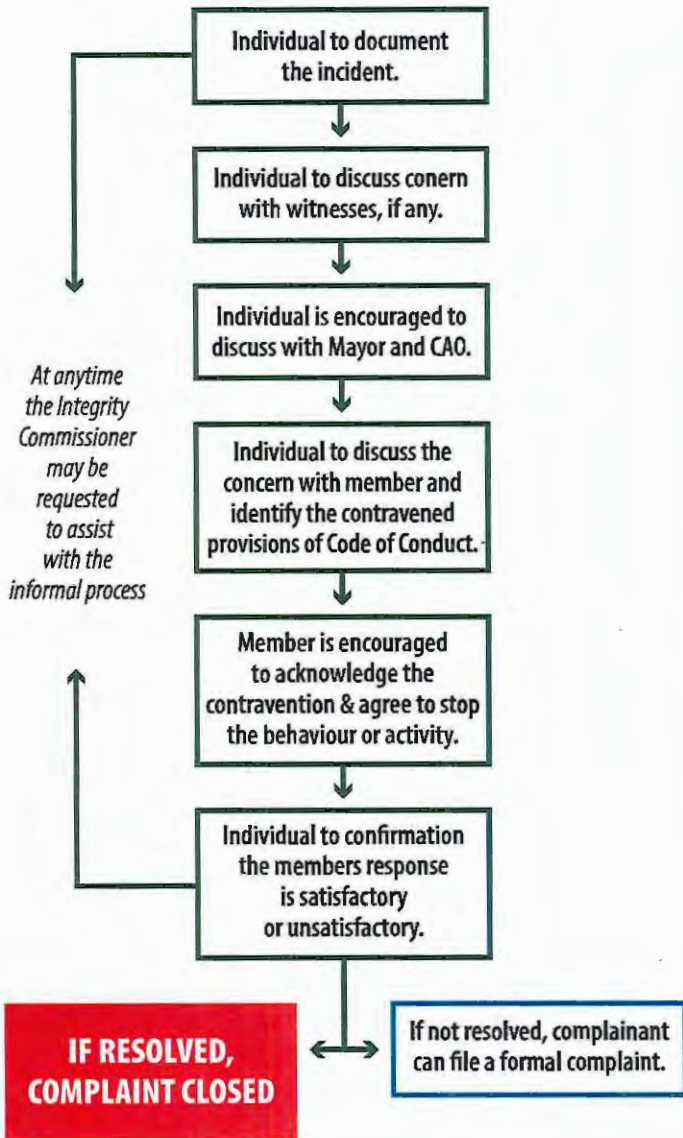 Individual to document
the incident.
Individual to discuss conern
with witnesses, if any.
Individual is encouraged to
discuss with Mayor and CAO.
At anytime
the Integrity
Commissioner
may be
requested
to assist
with the
informal process
Individual to discuss the
concern with member and
identify the contravened
provisions of Code of Conduct.
Member is encouraged
to acknowledge the
contravention & agree to stop
the behaviour or activity.
Individual to confirmation
the members response
is satisfactory
or unsatisfactory.
IF RESOLVED,
COMPLAINT CLOSED
If not resolved, complainant
can file a formal complaint.